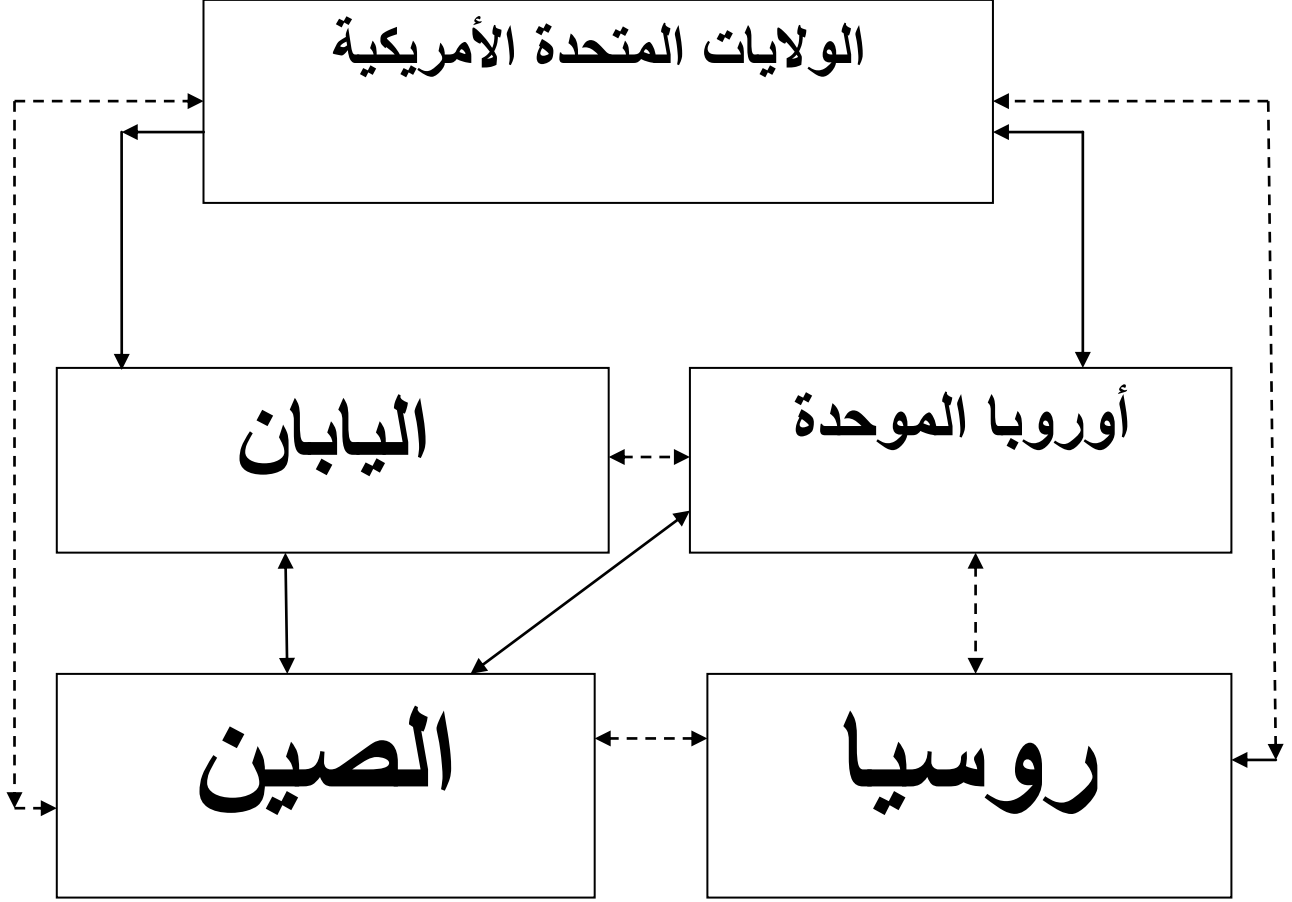 الولايات المتحدة الأمريكية
أوروبا الموحدة
اليابان
روسيا
الصين